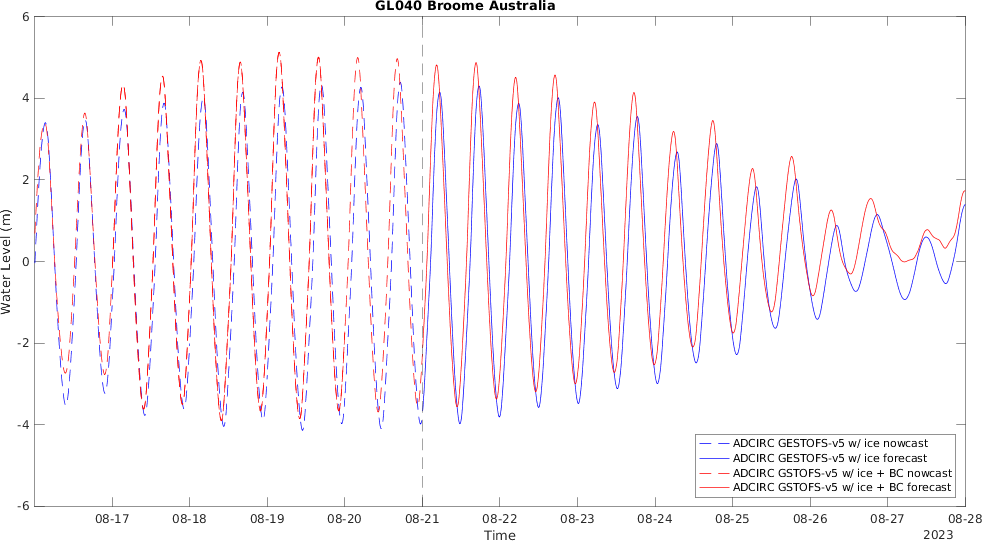 GL040 Broome Australia
6
4
2
0
-2
-4
-6
Water Level (m)
ADCIRC GESTOFS-v5 w/ ice nowcast
ADCIRC GESTOFS-v5 w/ ice forecast
ADCIRC GSTOFS-v5 w/ ice + BC nowcast
ADCIRC GSTOFS-v5 w/ ice + BC forecast
08-17 08-18 08-19 08-20 08-21 08-22 08-23 08-24 08-25 08-26 08-27 08-28
Time 2023